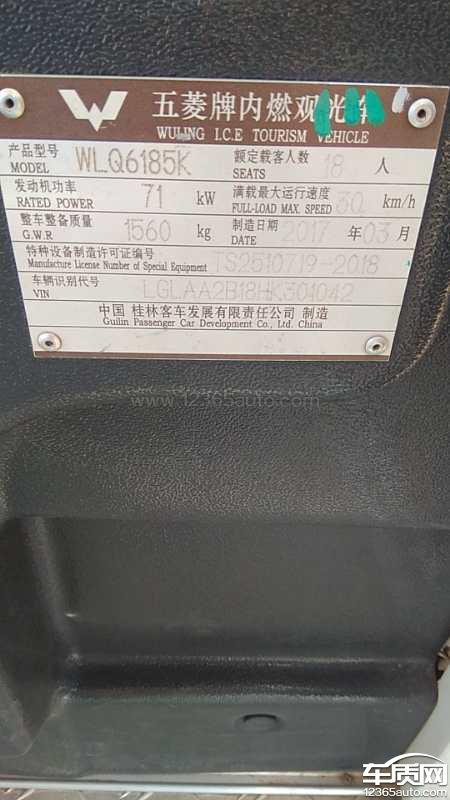 五菱牌内燃观光车
WULING I.C.E TOURISM VEHICLE
产品型号 WLQ6185K 额定载客人数 18 人
MODEL SEATS
发动机功率 71 kW 满载最大运行速度 30 km/h
RATED POWER FULL-LOAD MAX. SPEED
整车整备质量 1560 kg 制造日期 2017 年 03 月
G.W.R DATE
特种设备制造许可证编号 TS2510719-2018
Manufacture License Number of Special Equipment
车辆识别代号 LGLAA2B18HK301042
VIN
中国 桂林客车发展有限责任公司 制造
Guilin Passenger Car Development Co., Ltd. China
www.12365auto.com
车质网
12365auto.com